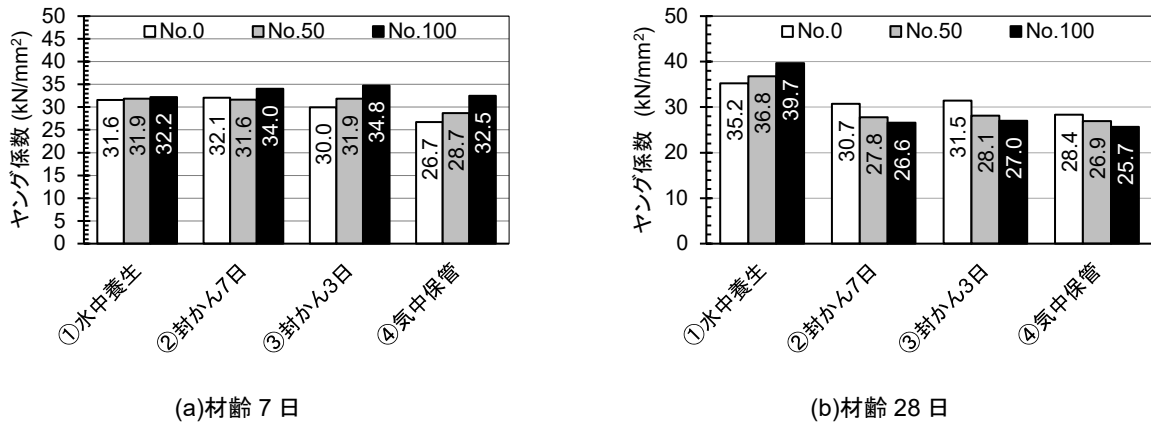 ヤング係数 (kN/mm²)
50
45
40
35
30
25
20
15
10
5
0
No.0 No.50 No.100
31.6 31.9 32.2 32.1 31.6 34.0 30.0 31.9 34.8 26.7 28.7 32.5
①水中養生 ②封かん7日 ③封かん3日 ④気中保管
(a)材齢 7 日
ヤング係数 (kN/mm²)
50
40
30
20
10
0
No.0 No.50 No.100
35.2 36.8 39.7 30.7 27.8 26.6 31.5 28.1 27.0 28.4 26.9 25.7
①水中養生 ②封かん7日 ③封かん3日 ④気中保管
(b)材齢 28 日